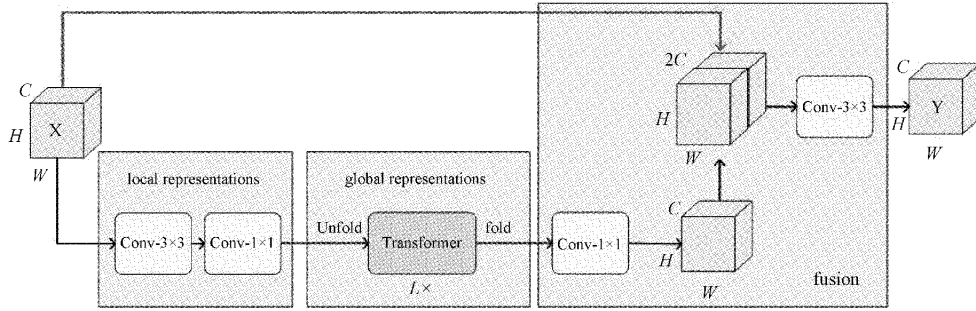 C
H
X
W
local representations
Conv-3×3
Conv-1×1
global representations
Unfold
Transformer
fold
L×
Conv-1×1
C
H
W
2C
H
W
Conv-3×3
fusion
C
H
Y
W